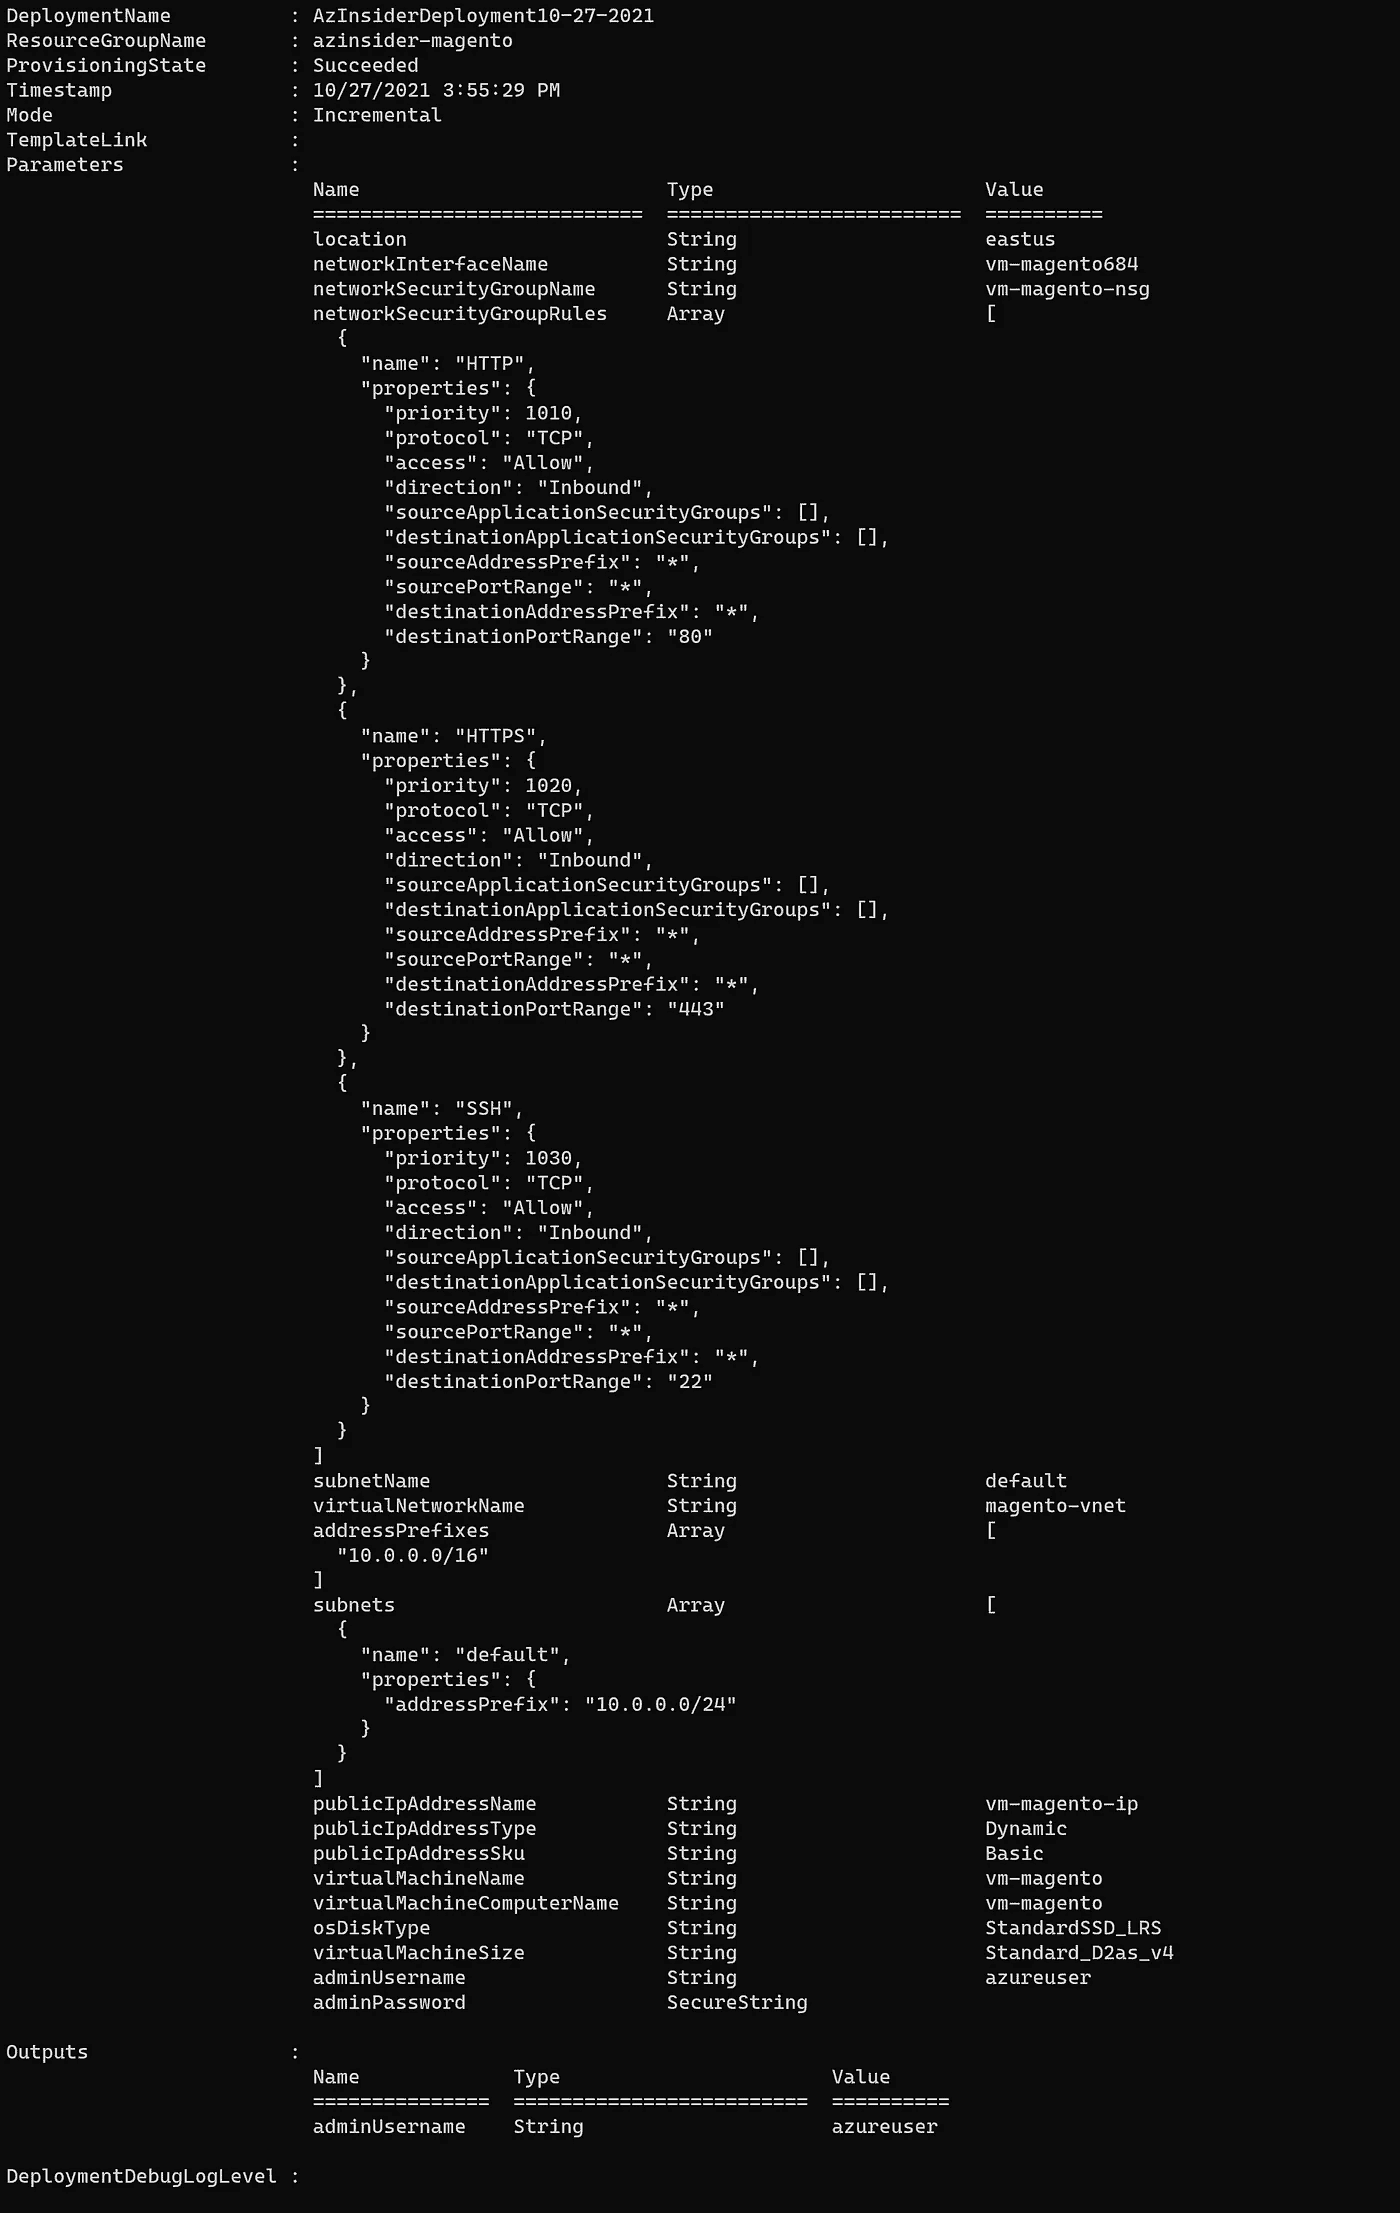 DeploymentName          : AzInsiderDeployment10-27-2021
ResourceGroupName       : azinsider-magento
ProvisioningState       : Succeeded
Timestamp               : 10/27/2021 3:55:29 PM
Mode                    : Incremental
TemplateLink            :
Parameters              :
                          Name                          Type                       Value
                          ============================  =========================  ==========
                          location                      String                     eastus
                          networkInterfaceName          String                     vm-magento684
                          networkSecurityGroupName      String                     vm-magento-nsg
                          networkSecurityGroupRules     Array                      [
                            {
                              "name": "HTTP",
                              "properties": {
                                "priority": 1010,
                                "protocol": "TCP",
                                "access": "Allow",
                                "direction": "Inbound",
                                "sourceApplicationSecurityGroups": [],
                                "destinationApplicationSecurityGroups": [],
                                "sourceAddressPrefix": "*",
                                "sourcePortRange": "*",
                                "destinationAddressPrefix": "*",
                                "destinationPortRange": "80"
                              }
                            },
                            {
                              "name": "HTTPS",
                              "properties": {
                                "priority": 1020,
                                "protocol": "TCP",
                                "access": "Allow",
                                "direction": "Inbound",
                                "sourceApplicationSecurityGroups": [],
                                "destinationApplicationSecurityGroups": [],
                                "sourceAddressPrefix": "*",
                                "sourcePortRange": "*",
                                "destinationAddressPrefix": "*",
                                "destinationPortRange": "443"
                              }
                            },
                            {
                              "name": "SSH",
                              "properties": {
                                "priority": 1030,
                                "protocol": "TCP",
                                "access": "Allow",
                                "direction": "Inbound",
                                "sourceApplicationSecurityGroups": [],
                                "destinationApplicationSecurityGroups": [],
                                "sourceAddressPrefix": "*",
                                "sourcePortRange": "*",
                                "destinationAddressPrefix": "*",
                                "destinationPortRange": "22"
                              }
                            }
                          ]
                          subnetName                    String                     default
                          virtualNetworkName            String                     magento-vnet
                          addressPrefixes               Array                      [
                            "10.0.0.0/16"
                          ]
                          subnets                       Array                      [
                            {
                              "name": "default",
                              "properties": {
                                "addressPrefix": "10.0.0.0/24"
                              }
                            }
                          ]
                          publicIpAddressName           String                     vm-magento-ip
                          publicIpAddressType           String                     Dynamic
                          publicIpAddressSku            String                     Basic
                          virtualMachineName            String                     vm-magento
                          virtualMachineComputerName    String                     vm-magento
                          osDiskType                    String                     StandardSSD_LRS
                          virtualMachineSize            String                     Standard_D2as_v4
                          adminUsername                 String                     azureuser
                          adminPassword                 SecureString

Outputs                 :
                          Name             Type                       Value
                          ===============  =========================  ==========
                          adminUsername    String                     azureuser

DeploymentDebugLogLevel :